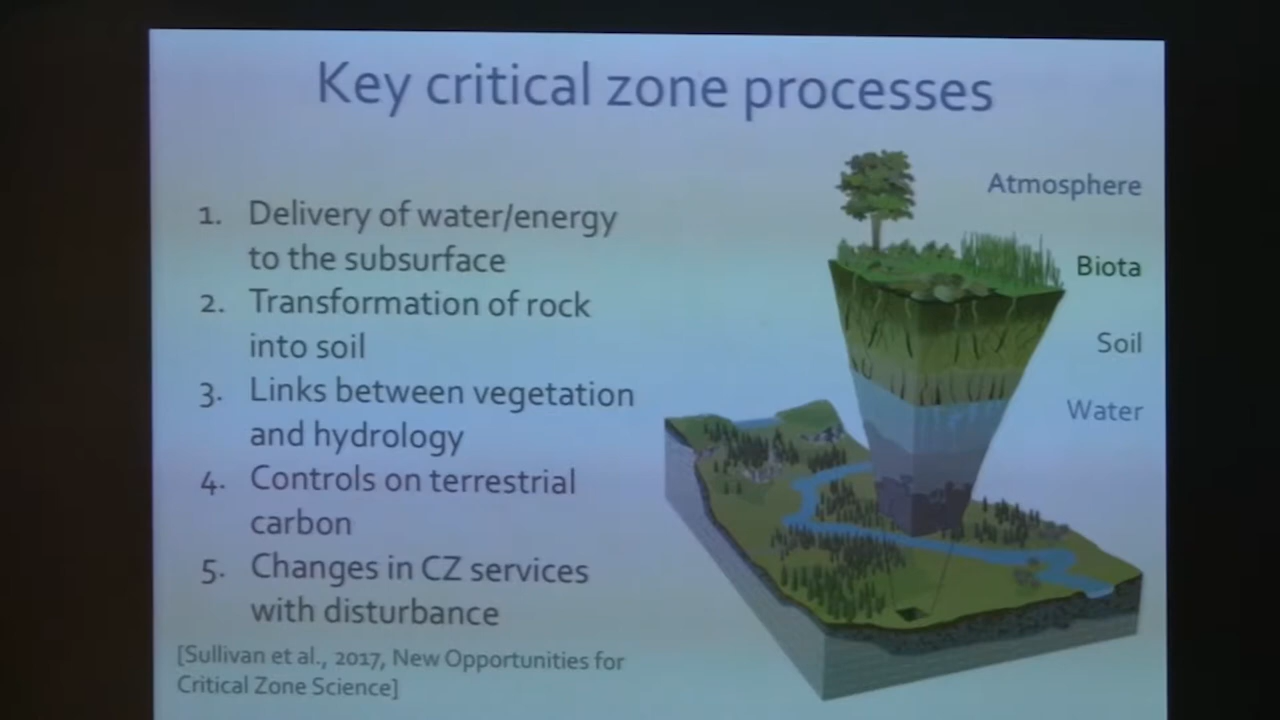 Key critical zone processes
1. Delivery of water/energy
to the subsurface
2. Transformation of rock
into soil
3. Links between vegetation
and hydrology
4. Controls on terrestrial
carbon
5. Changes in CZ services
with disturbance
[Sullivan et al., 2017, New Opportunities for
Critical Zone Science]
Atmosphere
Biota
Soil
Water